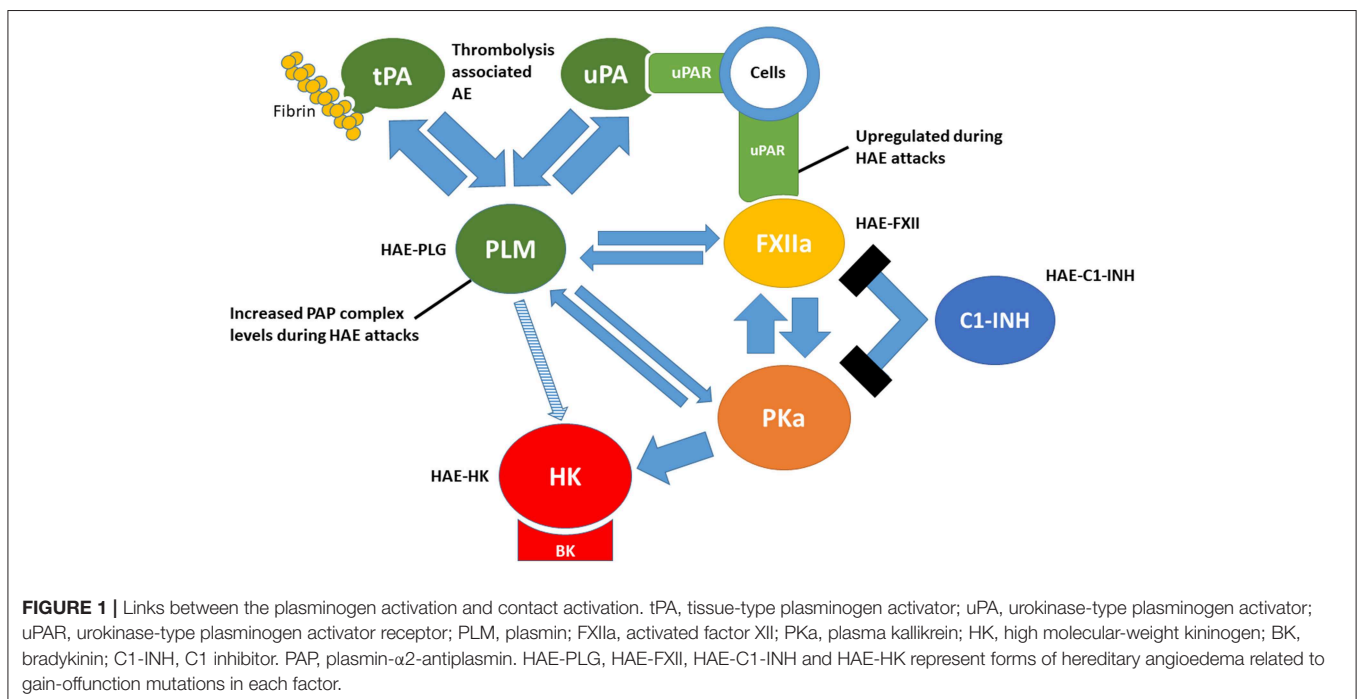 tPA
Thrombolysis
associated
AE
uPA
uPAR
Cells
Fibrin
uPAR
Upregulated during
HAE attacks
HAE-PLG
PLM
FXIIa
HAE-FXII
HAE-C1-INH
C1-INH
Increased PAP complex
levels during HAE attacks
PKa
HAE-HK
HK
BK
FIGURE 1 | Links between the plasminogen activation and contact activation. tPA, tissue-type plasminogen activator; uPA, urokinase-type plasminogen activator;
uPAR, urokinase-type plasminogen activator receptor; PLM, plasmin; FXIIa, activated factor XII; PKa, plasma kallikrein; HK, high molecular-weight kininogen; BK,
bradykinin; C1-INH, C1 inhibitor. PAP, plasmin-α2-antiplasmin. HAE-PLG, HAE-FXII, HAE-C1-INH and HAE-HK represent forms of hereditary angioedema related to
gain-offunction mutations in each factor.